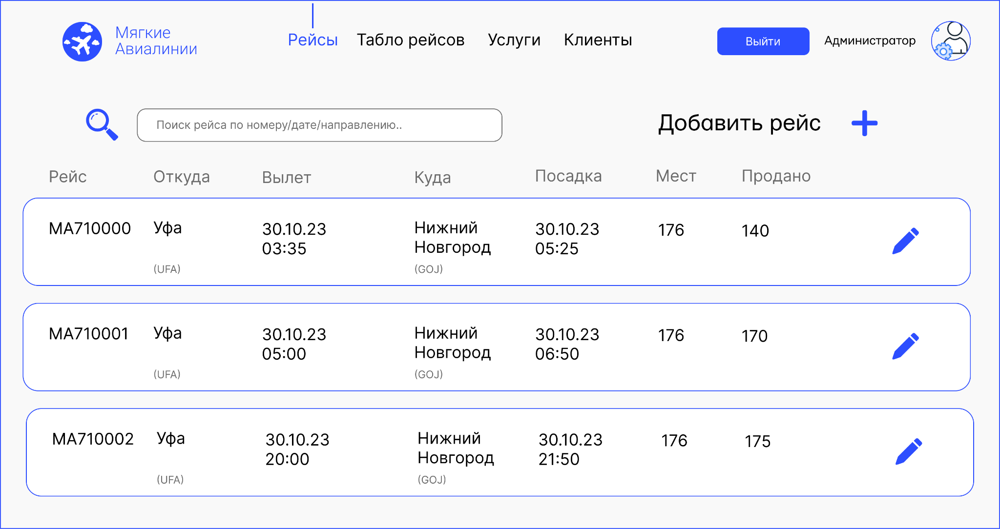 Мягкие
Авиалинии
Рейсы Табло рейсов Услуги Клиенты
Выйти
Администратор
Поиск рейса по номеру/дате/направлению..
Добавить рейс
Рейс Откуда Вылет Куда Посадка Мест Продано
МА710000 Уфа 30.10.23 Нижний 30.10.23 176 140
03:35 Новгород 05:25
(UFA) (GOJ)
МА710001 Уфа 30.10.23 Нижний 30.10.23 176 170
05:00 Новгород 06:50
(UFA) (GOJ)
МА710002 Уфа 30.10.23 Нижний 30.10.23 176 175
20:00 Новгород 21:50
(UFA) (GOJ)